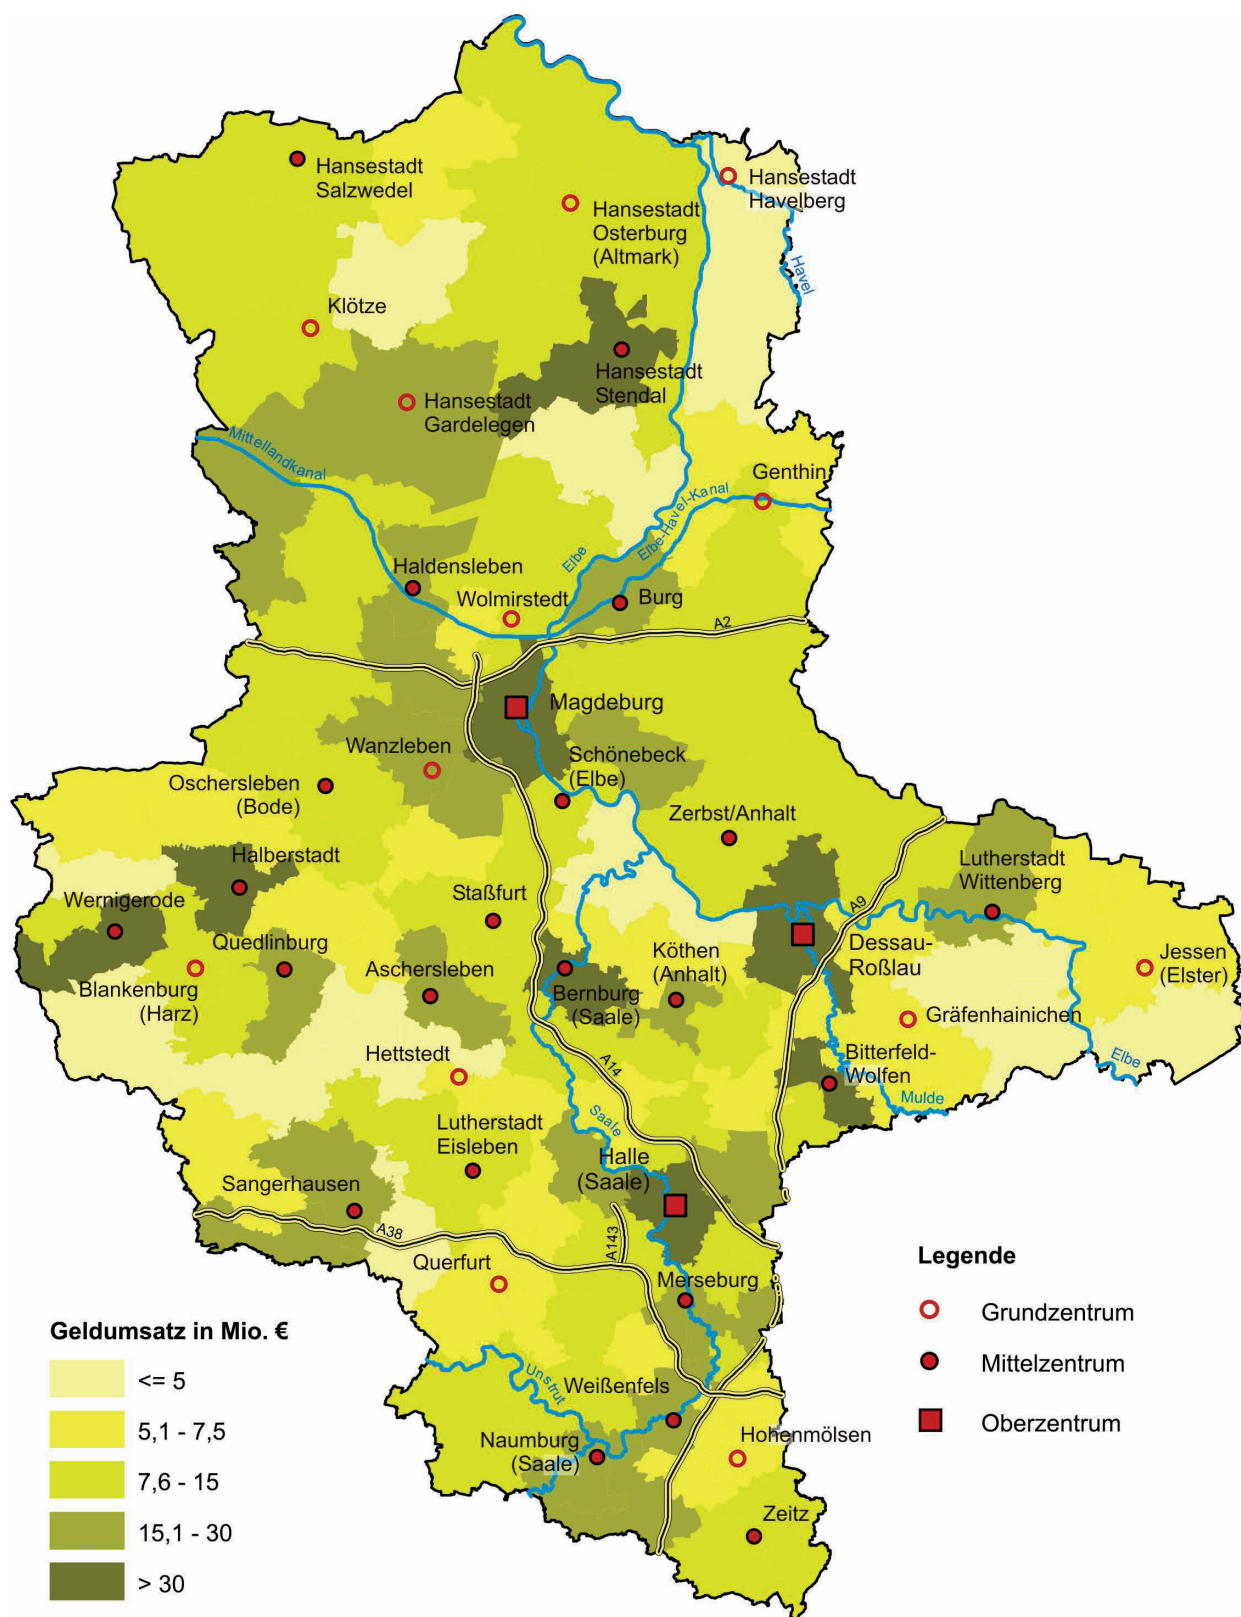 Hansestadt
Salzwedel
Hansestadt
Havelberg
Hansestadt
Osterburg
(Altmark)
Havel
Klötze
Hansestadt
Stendal
Hansestadt
Gardelegen
Mittellandkanal
Genthin
Elbe-Havel-Kanal
Elbe
Haldensleben
Wolmirstedt
Burg
A2
Magdeburg
Wanzleben
Schönebeck
(Elbe)
Oschersleben
(Bode)
Zerbst/Anhalt
Halberstadt
Lutherstadt
Wittenberg
Wernigerode
Staßfurt
A9
Quedlinburg
Köthen
(Anhalt)
Dessau-
Roßlau
Jessen
(Elster)
Aschersleben
Bernburg
(Saale)
Blankenburg
(Harz)
Gräfenhainichen
Hettstedt
A14
Bitterfeld-
Wolfen
Elbe
Mulde
Saale
Lutherstadt
Eisleben
Halle
(Saale)
Sangerhausen
A38
A143
Querfurt
Merseburg
Unstrut
Weißenfels
Naumburg
(Saale)
Hohenmölsen
Zeitz
Legende
Grundzentrum
Mittelzentrum
Oberzentrum
Geldumsatz in Mio. €
<= 5
5,1 - 7,5
7,6 - 15
15,1 - 30
> 30